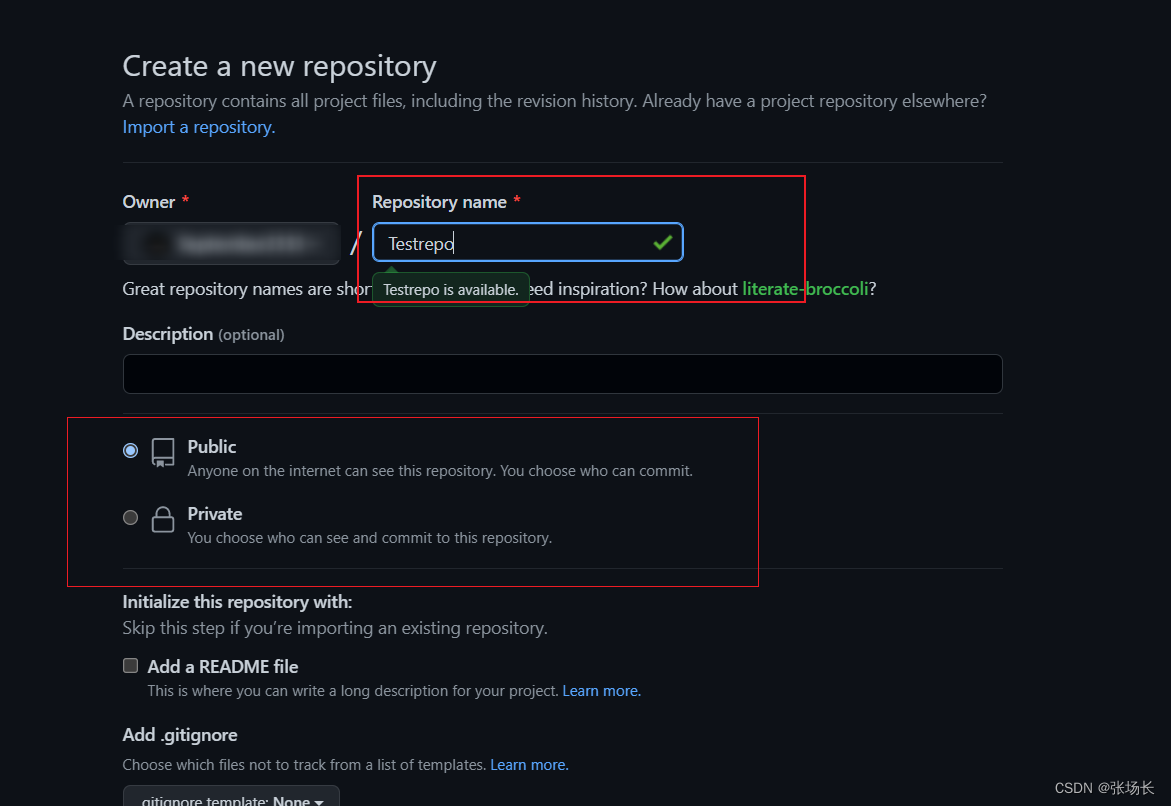 Create a new repository
A repository contains all project files, including the revision history. Already have a project repository elsewhere?
Import a repository.
Owner *
Repository name *
/
Testrepo
Great repository names are shor
Testrepo is available.
eed inspiration? How about literate-broccoli?
Description (optional)
Public
Anyone on the internet can see this repository. You choose who can commit.
Private
You choose who can see and commit to this repository.
Initialize this repository with:
Skip this step if you’re importing an existing repository.
Add a README file
This is where you can write a long description for your project. Learn more.
Add .gitignore
Choose which files not to track from a list of templates. Learn more.
.gitignore template: None
CSDN @张场长